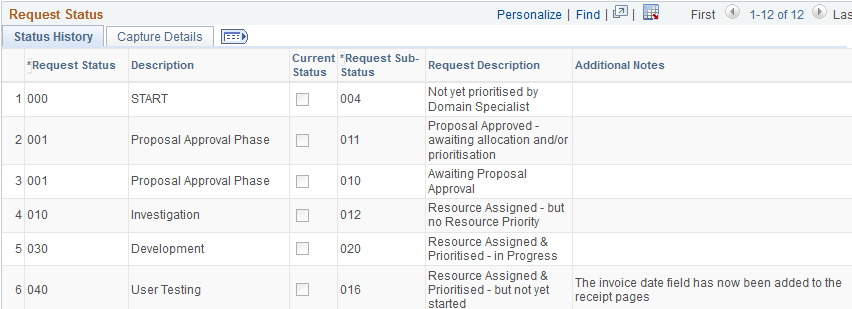 Request Status
Personalize | Find | | First 1-12 of 12 Las
Status History Capture Details
*Request Status Description Current Status *Request Sub-Status Request Description Additional Notes
1 000 START 004 Not yet prioritised by
Domain Specialist
2 001 Proposal Approval Phase 011 Proposal Approved -
awaiting allocation and/or
prioritisation
3 001 Proposal Approval Phase 010 Awaiting Proposal
Approval
4 010 Investigation 012 Resource Assigned - but
no Resource Priority
5 030 Development 020 Resource Assigned &
Prioritised - in Progress
6 040 User Testing 016 Resource Assigned &
Prioritised - but not yet
started
The invoice date field has now been added to the
receipt pages